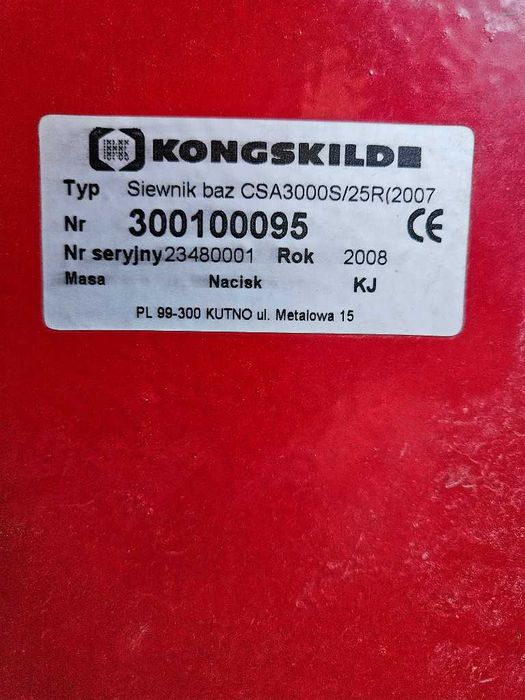 KONGSKILDE
Typ Siewnik baz CSA3000S/25R(2007
Nr 300100095 CE
Nr seryjny 23480001 Rok 2008
Masa Nacisk KJ
PL 99-300 KUTNO ul. Metalowa 15